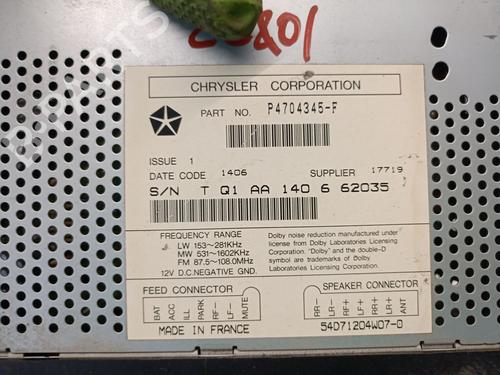 CHRYSLER CORPORATION
PART NO. P4704345-F
ISSUE 1
DATE CODE 1406 SUPPLIER 17719
S/N T Q1 AA 140 6 62035
FREQUENCY RANGE
LW 153~281KHz
MW 531~1602KHz
FM 87.5~108.0MHz
12V D.C.NEGATIVE GND.
Dolby noise reduction manufactured under
license from Dolby Laboratories Licensing
Corporation. "Dolby" and the double-D
symbol are trademarks of Dolby
Laboratories Licensing Corporation.
FEED CONNECTOR
BAT
ACC
ILL
PARK
RF-
LF-
MUTE
MADE IN FRANCE
SPEAKER CONNECTOR
RR-
LR-
RF+
LF+
RR+
LR+
ANT
54D71204W07-0
B-PARTS